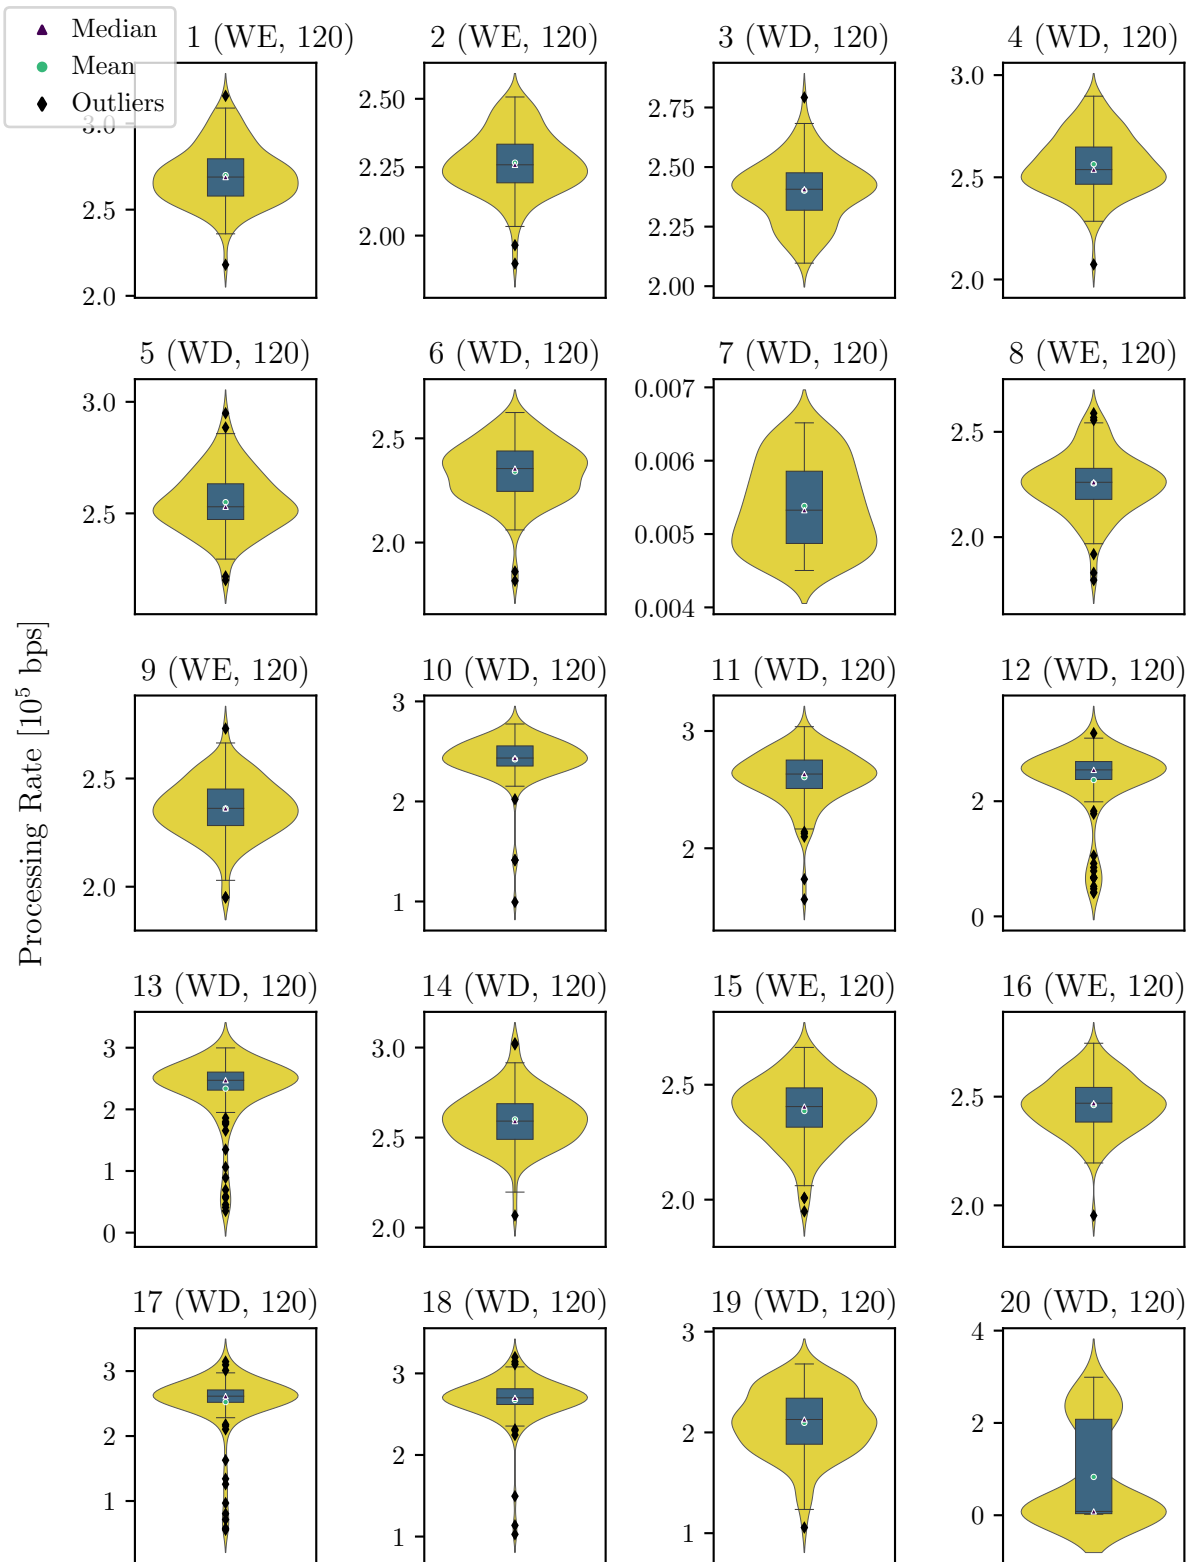 Median
Mean
Outliers
Processing Rate [10⁵ bps]
1 (WE, 120)
3.0
2.5
2.0
2 (WE, 120)
2.50
2.25
2.00
3 (WD, 120)
2.75
2.50
2.25
2.00
4 (WD, 120)
3.0
2.5
2.0
5 (WD, 120)
3.0
2.5
6 (WD, 120)
2.5
2.0
7 (WD, 120)
0.007
0.006
0.005
0.004
8 (WE, 120)
2.5
2.0
9 (WE, 120)
2.5
2.0
10 (WD, 120)
3
2
1
11 (WD, 120)
3
2
12 (WD, 120)
2
0
13 (WD, 120)
3
2
1
0
14 (WD, 120)
3.0
2.5
2.0
15 (WE, 120)
2.5
2.0
16 (WE, 120)
2.5
2.0
17 (WD, 120)
3
2
1
18 (WD, 120)
3
2
1
19 (WD, 120)
3
2
1
20 (WD, 120)
4
2
0